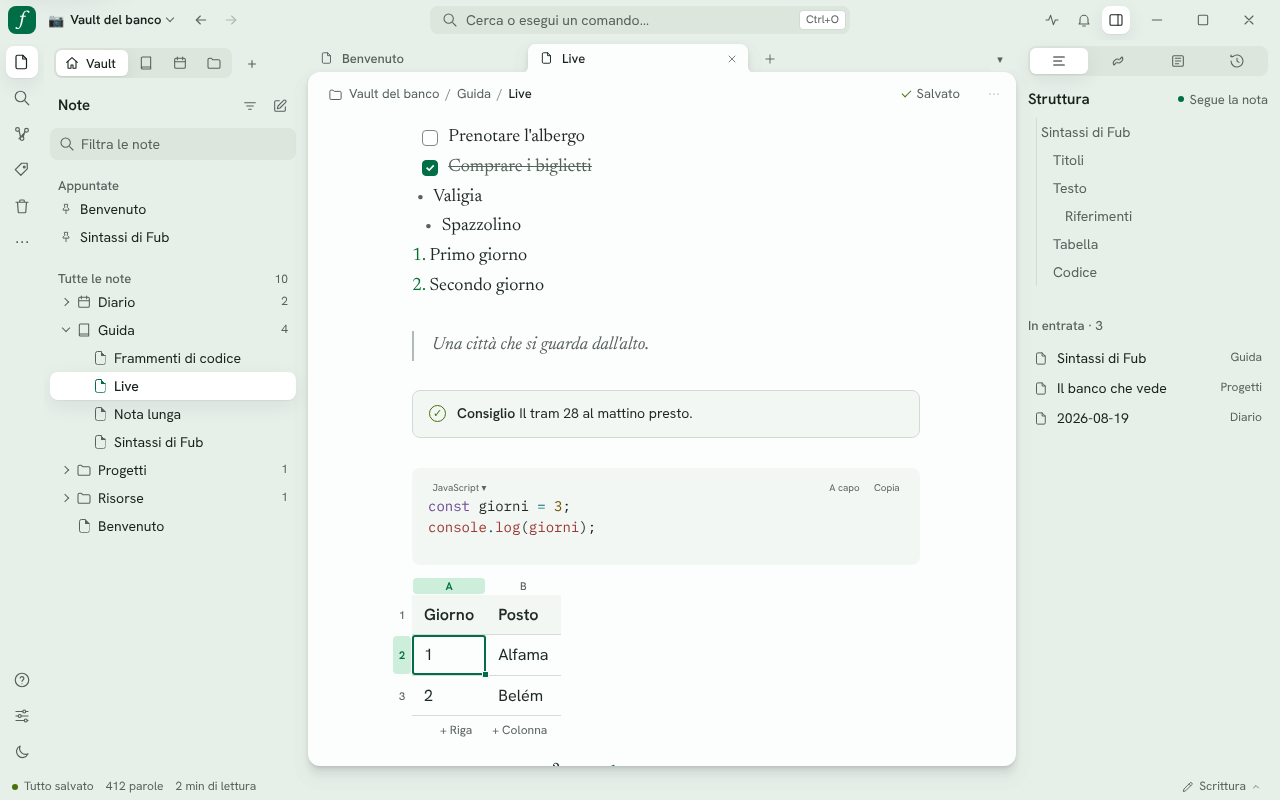 Vault del banco
Cerca o esegui un comando...
Ctrl+O
Vault
Note
Filtra le note
Appuntate
Benvenuto
Sintassi di Fub
Tutte le note 10
Diario 2
Guida 4
Frammenti di codice
Live
Nota lunga
Sintassi di Fub
Progetti 1
Risorse 1
Benvenuto
Benvenuto
Live
Vault del banco / Guida / Live
Salvato
Prenotare l'albergo
Comprare i biglietti
Valigia
Spazzolino
1. Primo giorno
2. Secondo giorno
Una città che si guarda dall'alto.
Consiglio Il tram 28 al mattino presto.
JavaScript
A capo
Copia
const giorni = 3;
console.log(giorni);
A B
1 Giorno Posto
2 1 Alfama
3 2 Belém
+ Riga + Colonna
Struttura
Segue la nota
Sintassi di Fub
Titoli
Testo
Riferimenti
Tabella
Codice
In entrata · 3
Sintassi di Fub Guida
Il banco che vede Progetti
2026-08-19 Diario
Tutto salvato 412 parole 2 min di lettura
Scrittura